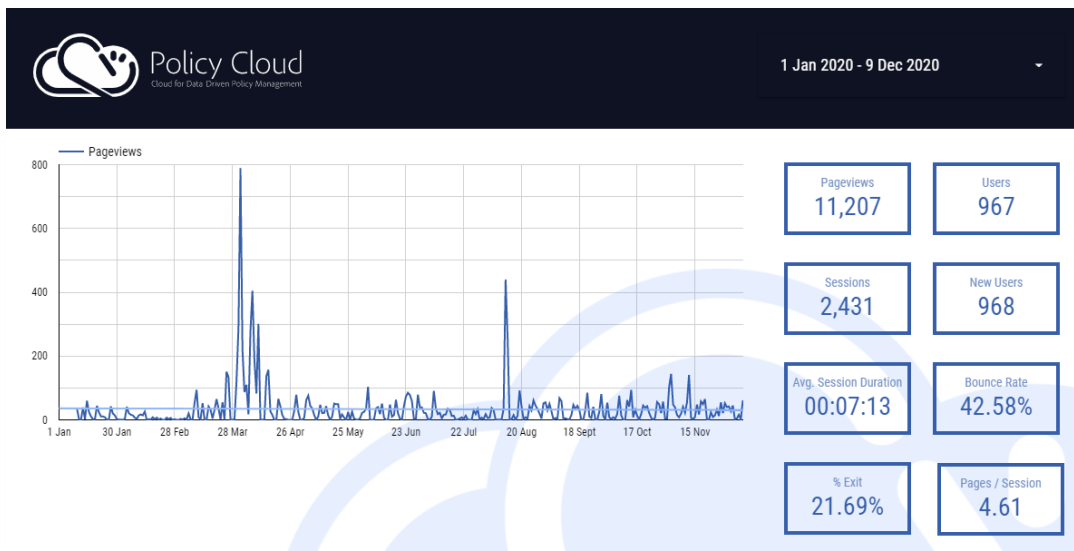 Policy Cloud
Cloud for Data Driven Policy Management
1 Jan 2020 - 9 Dec 2020
Pageviews
800
600
400
200
0
1 Jan 30 Jan 28 Feb 28 Mar 26 Apr 25 May 23 Jun 22 Jul 20 Aug 18 Sept 17 Oct 15 Nov
Pageviews
11,207
Users
967
Sessions
2,431
New Users
968
Avg. Session Duration
00:07:13
Bounce Rate
42.58%
% Exit
21.69%
Pages / Session
4.61